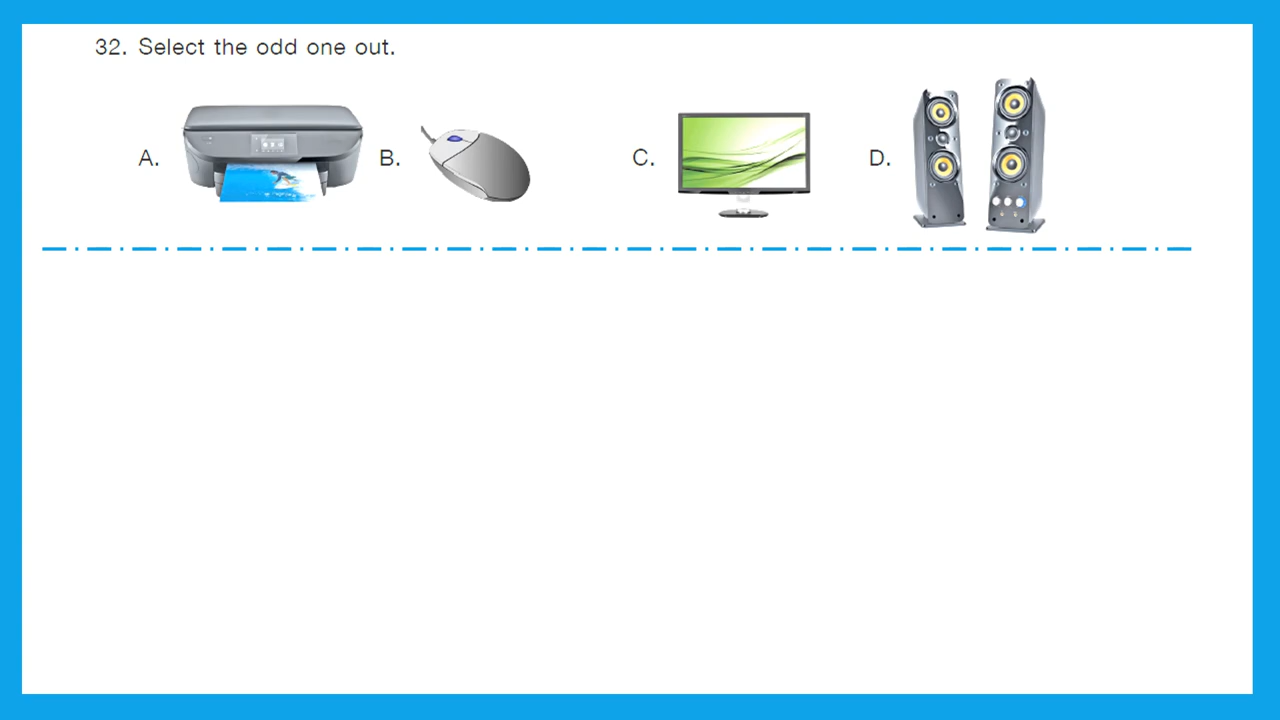 32. Select the odd one out.
A. B. C. D.